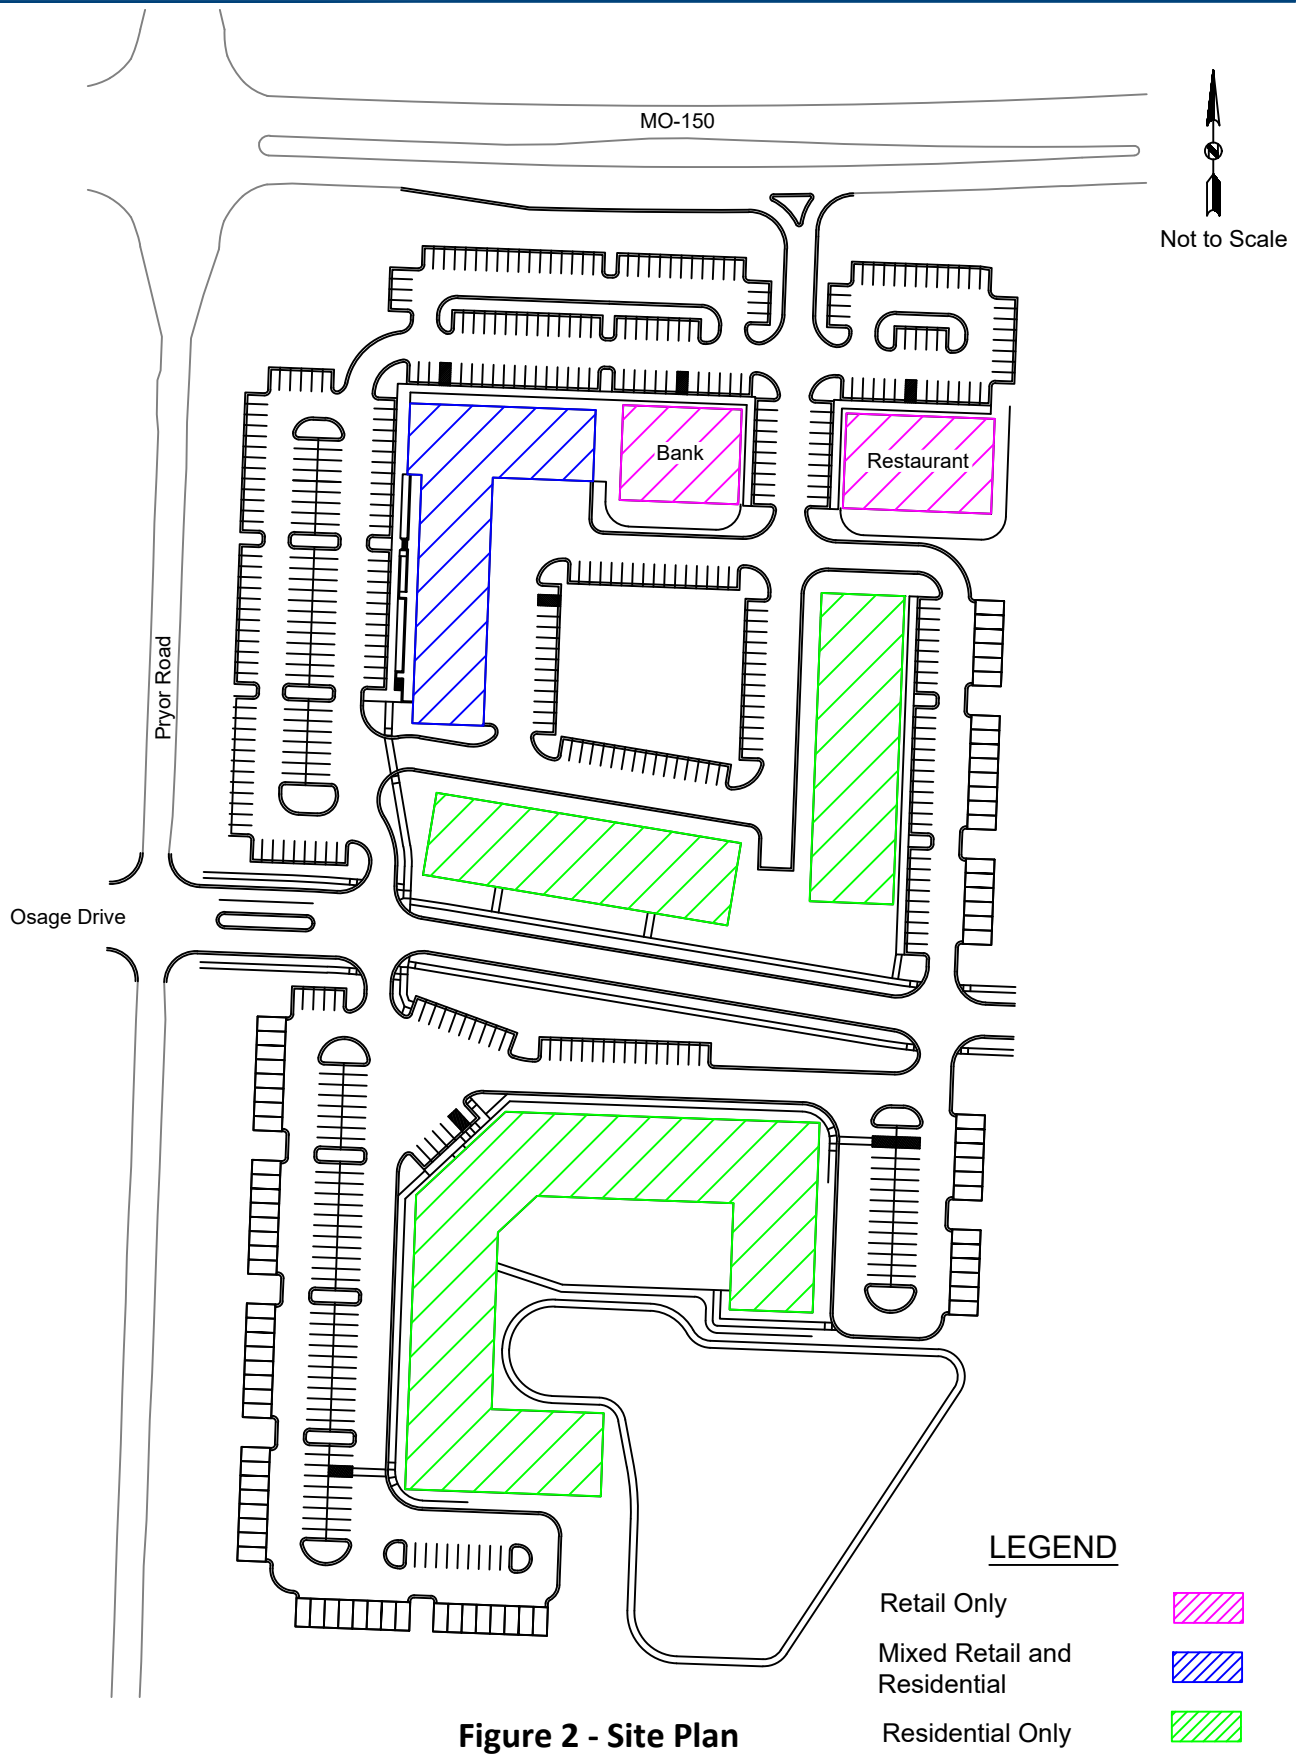 MO-150
N
Not to Scale
Bank
Restaurant
Pryor Road
Osage Drive
LEGEND
Retail Only
Mixed Retail and
Residential
Residential Only
Figure 2 - Site Plan